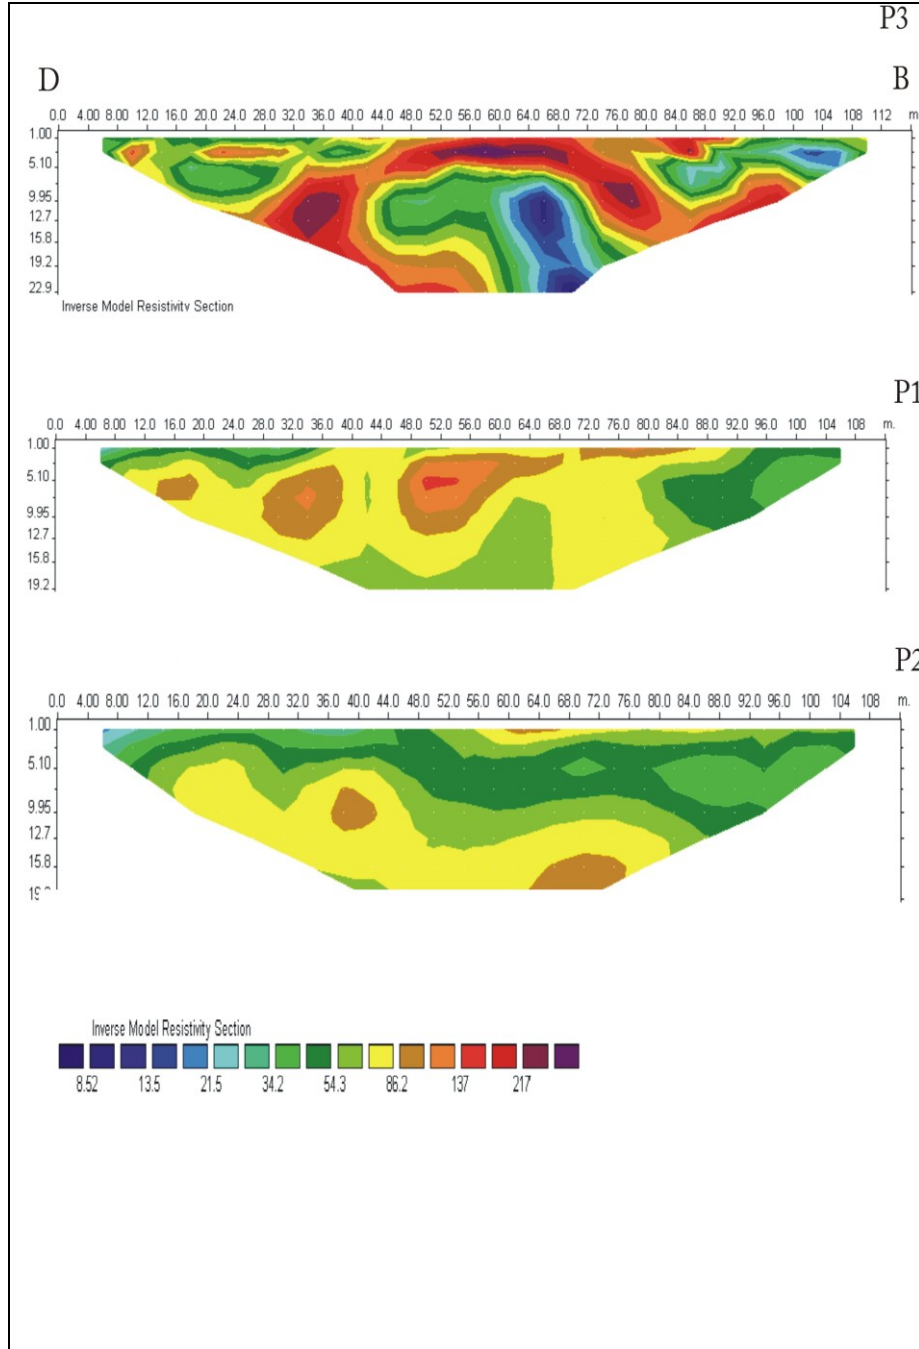 P3
D B
0.0 4.00 8.00 12.0 16.0 20.0 24.0 28.0 32.0 36.0 40.0 44.0 48.0 52.0 56.0 60.0 64.0 68.0 72.0 76.0 80.0 84.0 88.0 92.0 96.0 100 104 108 112 m
1.00
5.10
9.95
12.7
15.8
19.2
22.9
Inverse Model Resistivity Section
P1
0.0 4.00 8.00 12.0 16.0 20.0 24.0 28.0 32.0 36.0 40.0 44.0 48.0 52.0 56.0 60.0 64.0 68.0 72.0 76.0 80.0 84.0 88.0 92.0 96.0 100 104 108 m.
1.00
5.10
9.95
12.7
15.8
19.2
P2
0.0 4.00 8.00 12.0 16.0 20.0 24.0 28.0 32.0 36.0 40.0 44.0 48.0 52.0 56.0 60.0 64.0 68.0 72.0 76.0 80.0 84.0 88.0 92.0 96.0 100 104 108 m.
1.00
5.10
9.95
12.7
15.8
Inverse Model Resistivity Section
8.52 13.5 21.5 34.2 54.3 86.2 137 217